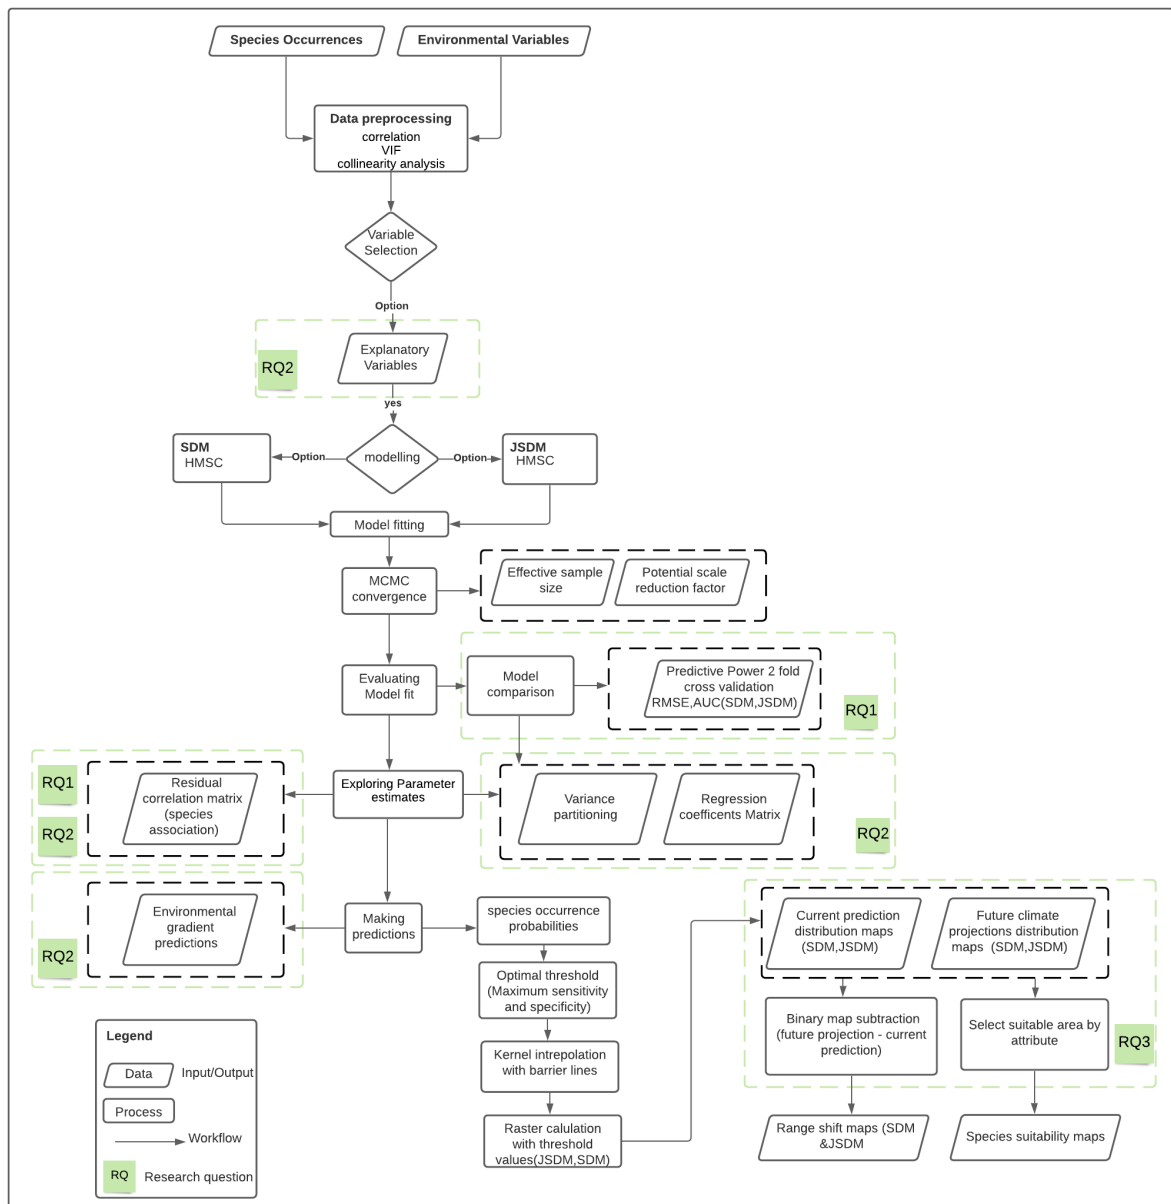 Species Occurrences
Environmental Variables
Data preprocessing
correlation
VIF
collinearity analysis
Variable
Selection
Option
RQ2
Explanatory
Variables
yes
SDM
HMSC
Option
modelling
Option
JSDM
HMSC
Model fitting
MCMC
convergence
Effective sample
size
Potential scale
reduction factor
Evaluating
Model fit
Model
comparison
Predictive Power 2 fold
cross validation
RMSE,AUC(SDM,JSDM)
RQ1
RQ1
RQ2
Residual
correlation matrix
(species
association)
Exploring Parameter
estimates
Variance
partitioning
Regression
coefficents Matrix
RQ2
RQ2
Environmental
gradient
predictions
Making
predictions
species occurrence
probabilities
Optimal threshold
(Maximum sensitivity
and specificity)
Kernel intrepolation
with barrier lines
Raster calulation
with threshold
values(JSDM,SDM)
Current prediction
distribution maps
(SDM,JSDM)
Future climate
projections distribution
maps (SDM,JSDM)
Binary map subtraction
(future projection - current
prediction)
Select suitable area by
attribute
RQ3
Range shift maps (SDM
&JSDM
Species suitability maps
Legend
Data
Input/Output
Process
Workflow
RQ
Research question